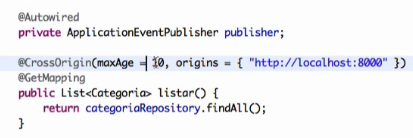 @Autowired
private ApplicationEventPublisher publisher;
@CrossOrigin(maxAge = 10, origins = { "http://localhost:8000" })
@GetMapping
public List<Categoria> listar() {
return categoriaRepository.findAll();
}